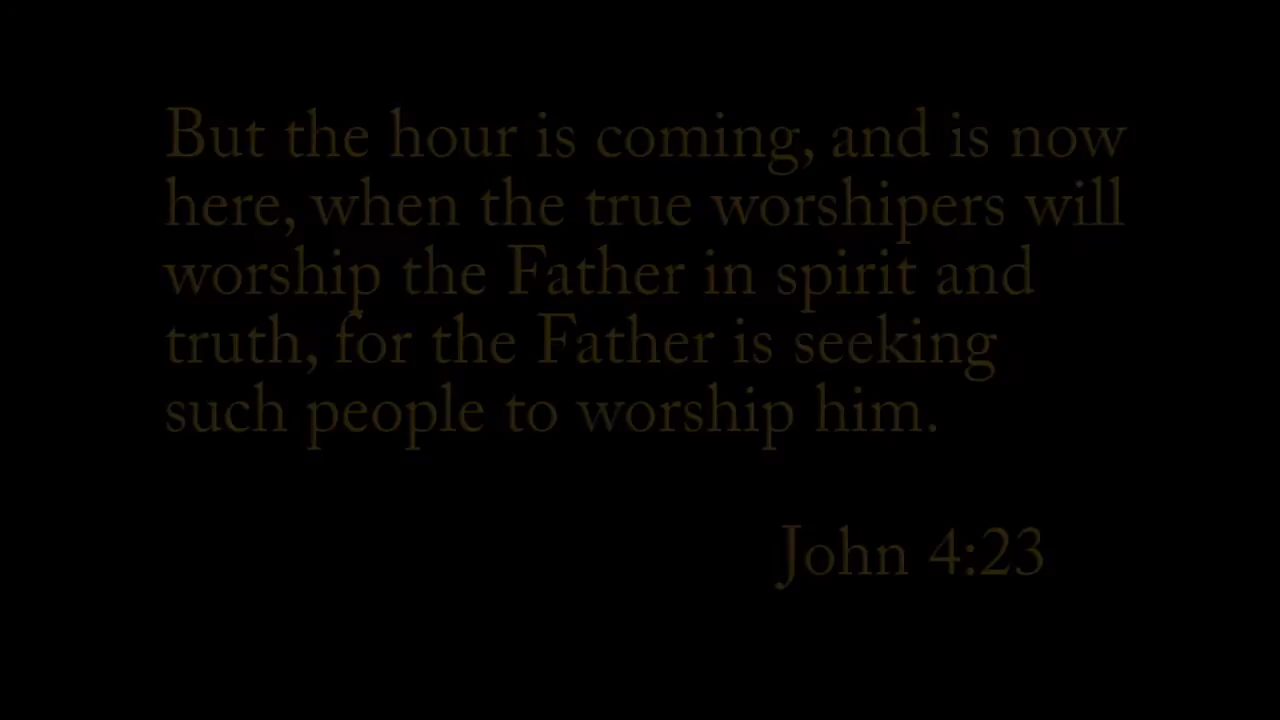 But the hour is coming, and is now
here, when the true worshipers will
worship the Father in spirit and
truth, for the Father is seeking
such people to worship him.
John 4:23